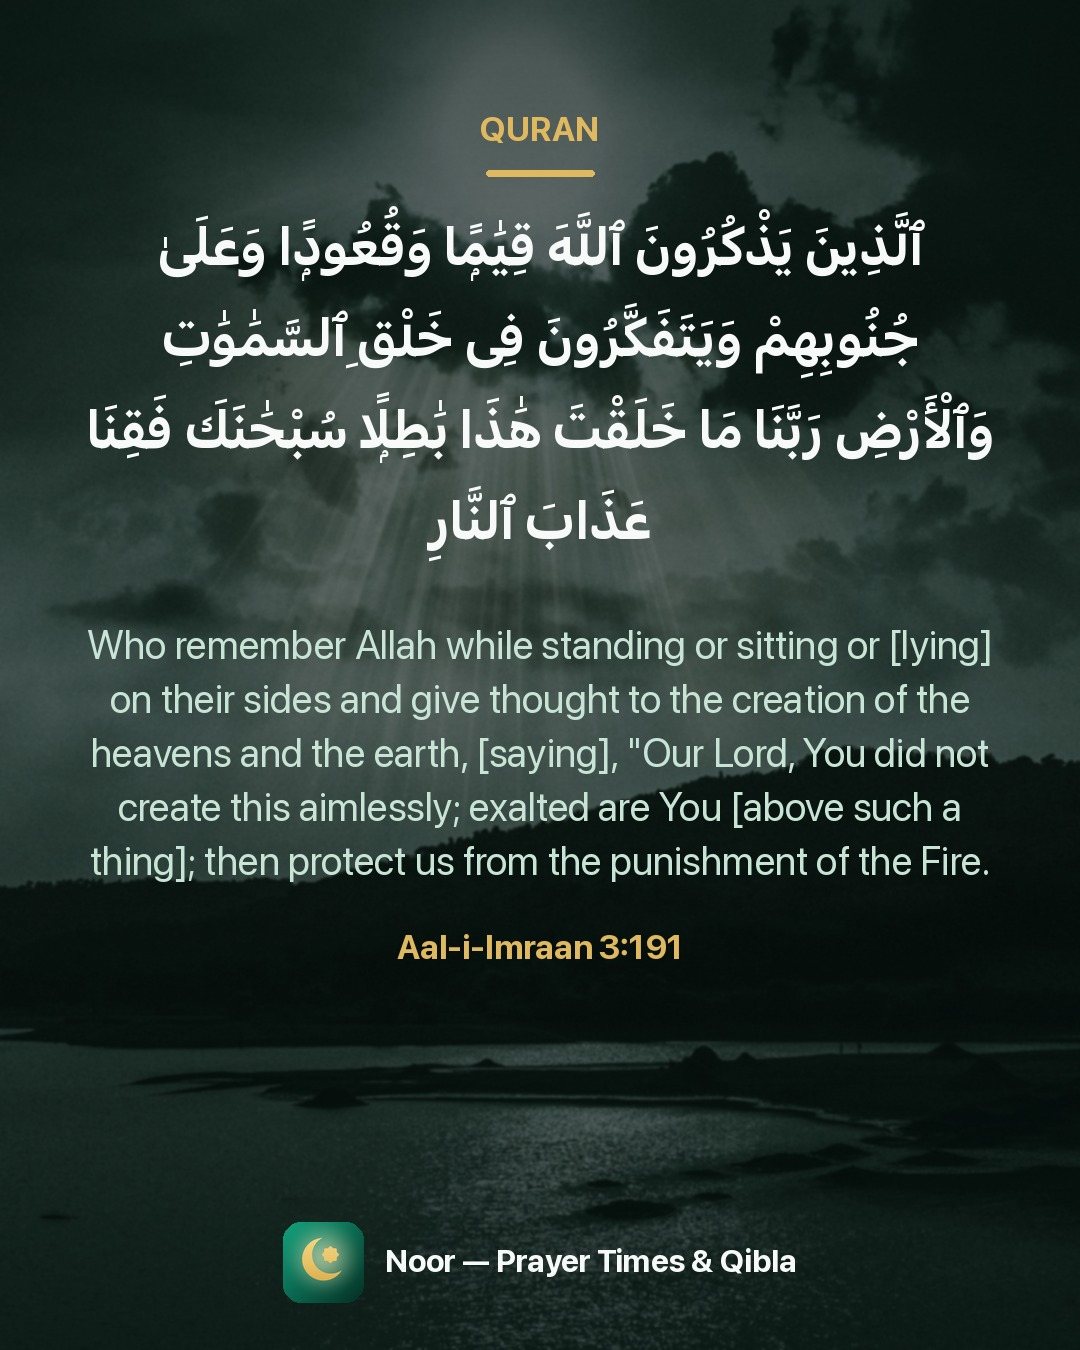 QURAN
ٱلَّذِينَ يَذْكُرُونَ ٱللَّهَ قِيَٰمًۭا وَقُعُودًۭا وَعَلَىٰ
جُنُوبِهِمْ وَيَتَفَكَّرُونَ فِى خَلْقِ ٱلسَّمَٰوَٰتِ
وَٱلْأَرْضِ رَبَّنَا مَا خَلَقْتَ هَٰذَا بَٰطِلًۭا سُبْحَٰنَكَ فَقِنَا
عَذَابَ ٱلنَّارِ
Who remember Allah while standing or sitting or [lying]
on their sides and give thought to the creation of the
heavens and the earth, [saying], "Our Lord, You did not
create this aimlessly; exalted are You [above such a
thing]; then protect us from the punishment of the Fire.
Aal-i-Imraan 3:191
Noor — Prayer Times & Qibla